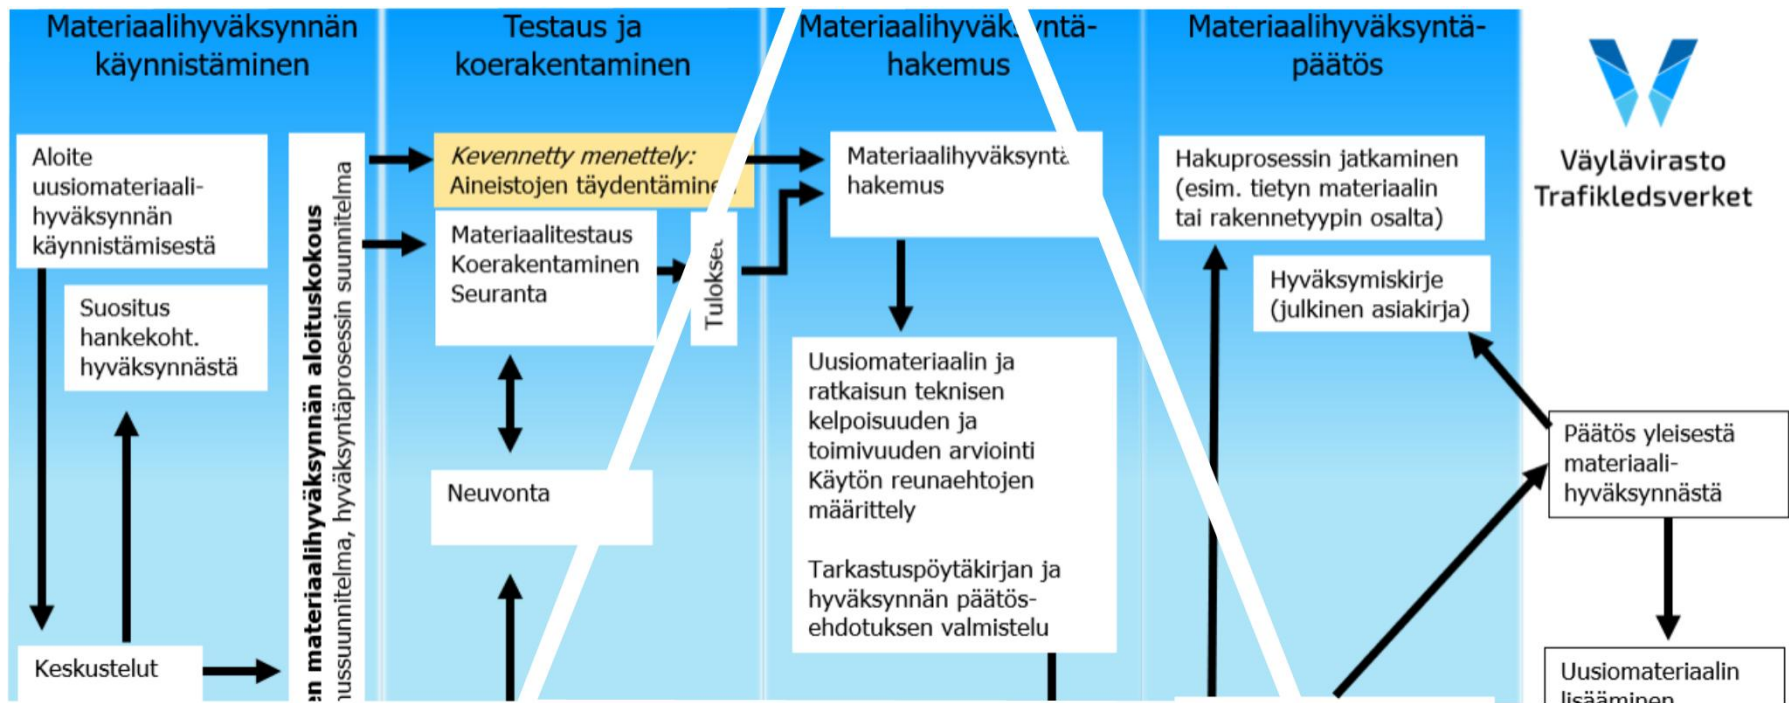 Materiaalihyväksynnän
käynnistäminen
Testaus ja
koerakentaminen
hakemus
Materiaalihyväksyntä-
päätös
Väylävirasto
Trafikledsverket
Aloite
uusiomateriaali-
hyväksynnän
käynnistämisestä
Suositus
hankekoht.
hyväksynnästä
Keskustelut
materiaalihyväksynnän aloituskokous
hyväksyntäprosessin suunnitelma
Kevennetty menettely:
Aineistojen täydentäminen
Materiaalitestaus
Koerakentaminen
Seuranta
Neuvonta
hakemus
Uusiomateriaalin ja
ratkaisun teknisen
kelpoisuuden ja
toimivuuden arviointi
Käytön reunaehtojen
määrittely
Tarkastuspöytäkirjan ja
hyväksynnän päätös-
ehdotuksen valmistelu
Hakuprosessin jatkaminen
(esim. tietyn materiaalin
tai rakennetyypin osalta)
Hyväksymiskirje
(julkinen asiakirja)
Päätös yleisestä
materiaali-
hyväksynnästä
Uusiomateriaalin